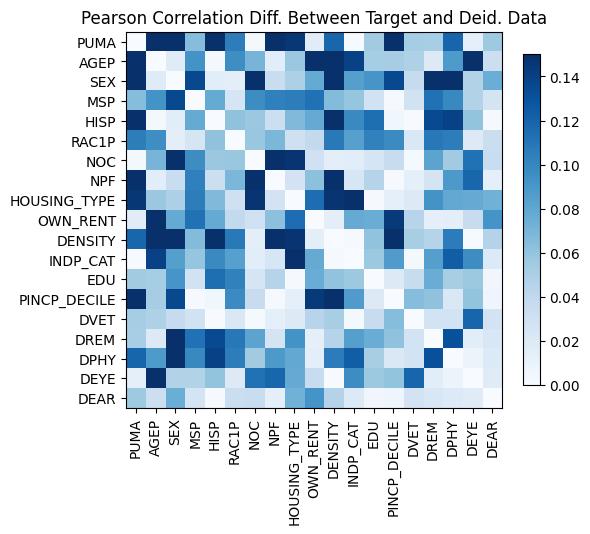 Pearson Correlation Diff. Between Target and Deid. Data
PUMA
AGEP
SEX
MSP
HISP
RAC1P
NOC
NPF
HOUSING_TYPE
OWN_RENT
DENSITY
INDP_CAT
EDU
PINCP_DECILE
DVET
DREM
DPHY
DEYE
DEAR
PUMA
AGEP
SEX
MSP
HISP
RAC1P
NOC
NPF
HOUSING_TYPE
OWN_RENT
DENSITY
INDP_CAT
EDU
PINCP_DECILE
DVET
DREM
DPHY
DEYE
DEAR
0.14
0.12
0.10
0.08
0.06
0.04
0.02
0.00